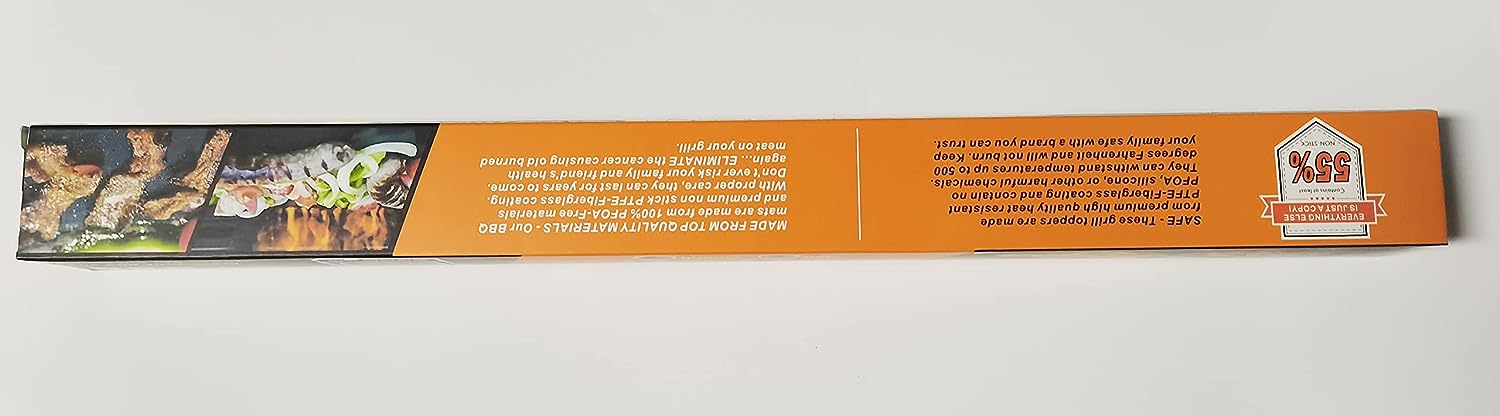 EVERYTHING ELSE
IS JUST A COPY!
Contains at least
55%
NON-STICK
SAFE - These grill toppers are made
from premium high quality heat resistant
PTFE-Fiberglass coating and contain no
PFOA, silicone, or other harmful chemicals.
They can withstand temperatures up to 500
degrees Fahrenheit and will not burn. Keep
your family safe with a brand you can trust.
MADE FROM TOP QUALITY MATERIALS - Our BBQ
mats are made from 100% PFOA-Free materials
and premium non stick PTFE-Fiberglass coating.
With proper care, they can last for years to come.
Don't ever risk your family and friend's health
again... ELIMINATE the cancer causing old burned
meat on your grill.